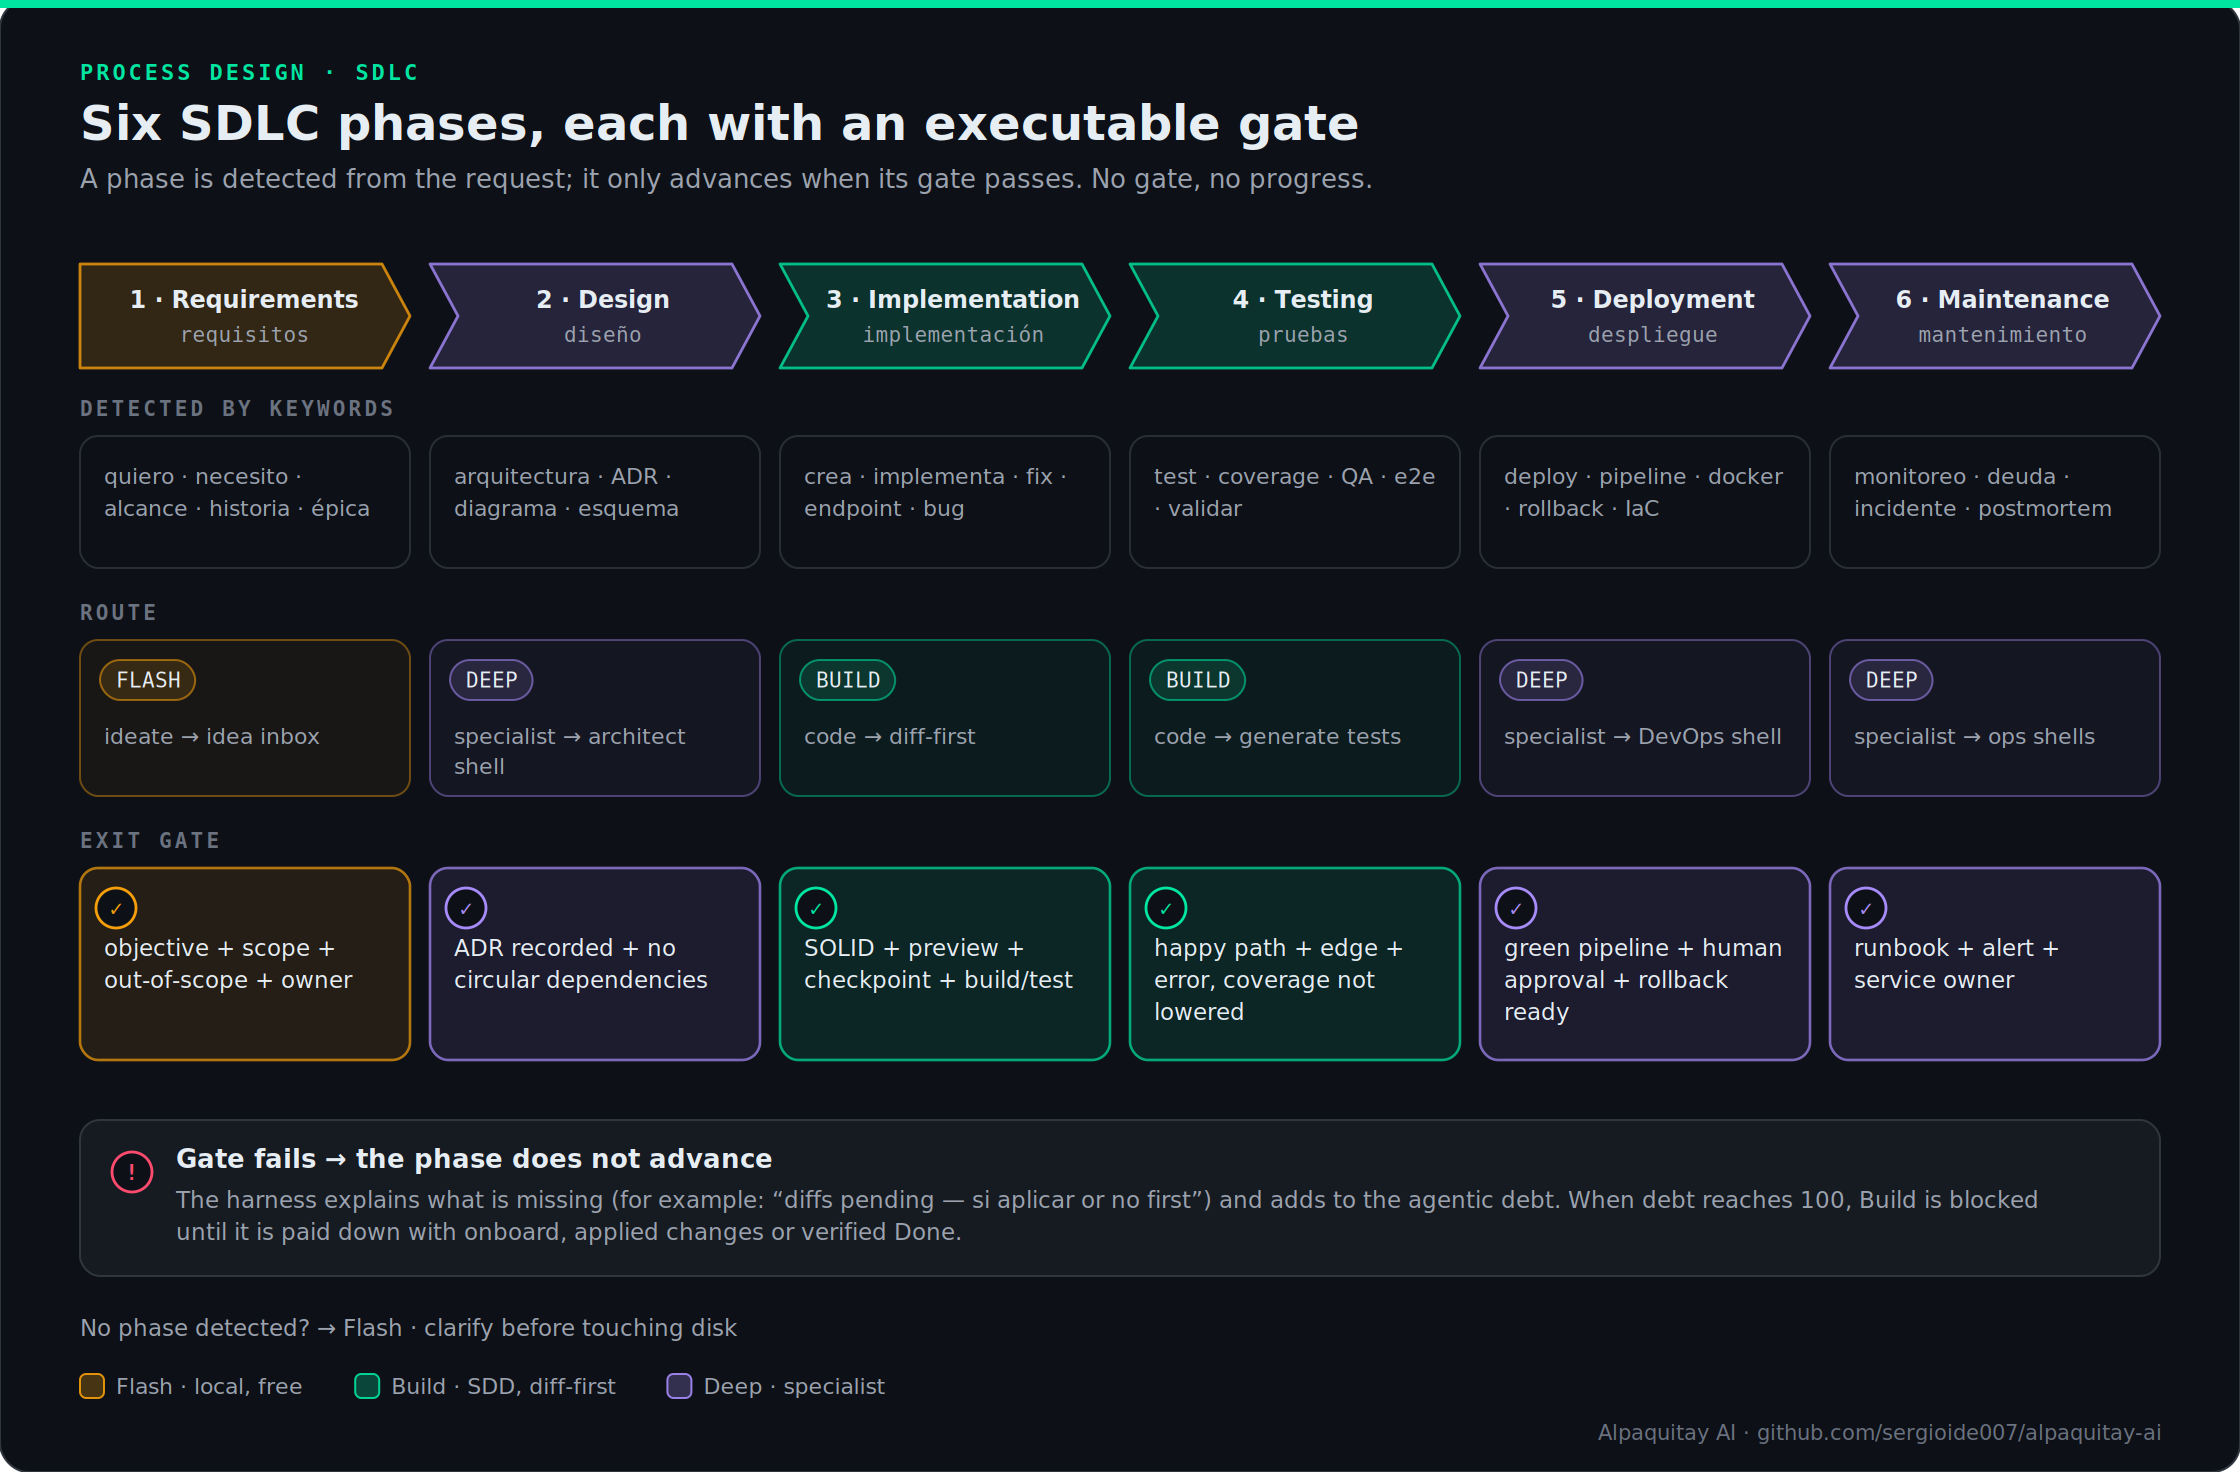 PROCESS DESIGN · SDLC
Six SDLC phases, each with an executable gate
A phase is detected from the request; it only advances when its gate passes. No gate, no progress.
1 · Requirements
requisitos
2 · Design
diseño
3 · Implementation
implementación
4 · Testing
pruebas
5 · Deployment
despliegue
6 · Maintenance
mantenimiento
DETECTED BY KEYWORDS
quiero · necesito ·
alcance · historia · épica
arquitectura · ADR ·
diagrama · esquema
crea · implementa · fix ·
endpoint · bug
test · coverage · QA · e2e
· validar
deploy · pipeline · docker
· rollback · IaC
monitoreo · deuda ·
incidente · postmortem
ROUTE
FLASH
ideate → idea inbox
DEEP
specialist → architect
shell
BUILD
code → diff-first
BUILD
code → generate tests
DEEP
specialist → DevOps shell
DEEP
specialist → ops shells
EXIT GATE
✓
objective + scope +
out-of-scope + owner
✓
ADR recorded + no
circular dependencies
✓
SOLID + preview +
checkpoint + build/test
✓
happy path + edge +
error, coverage not
lowered
✓
green pipeline + human
approval + rollback
ready
✓
runbook + alert +
service owner
!
Gate fails → the phase does not advance
The harness explains what is missing (for example: “diffs pending — si aplicar or no first”) and adds to the agentic debt. When debt reaches 100, Build is blocked
until it is paid down with onboard, applied changes or verified Done.
No phase detected? → Flash · clarify before touching disk
Flash · local, free
Build · SDD, diff-first
Deep · specialist
Alpaquitay AI · github.com/sergioide007/alpaquitay-ai